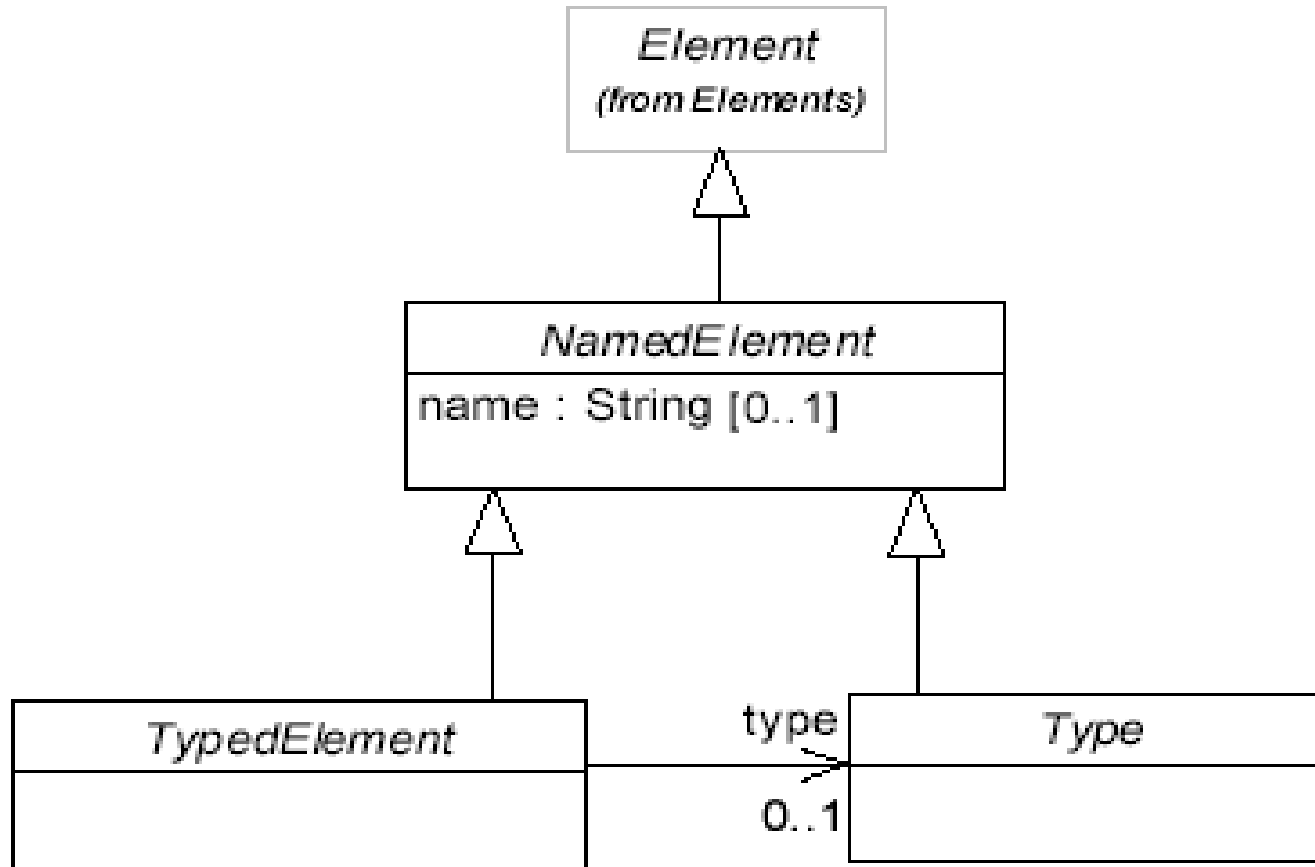 Element
(from Elements)
NamedElement
name : String [0..1]
TypedElement
type
0..1
Type